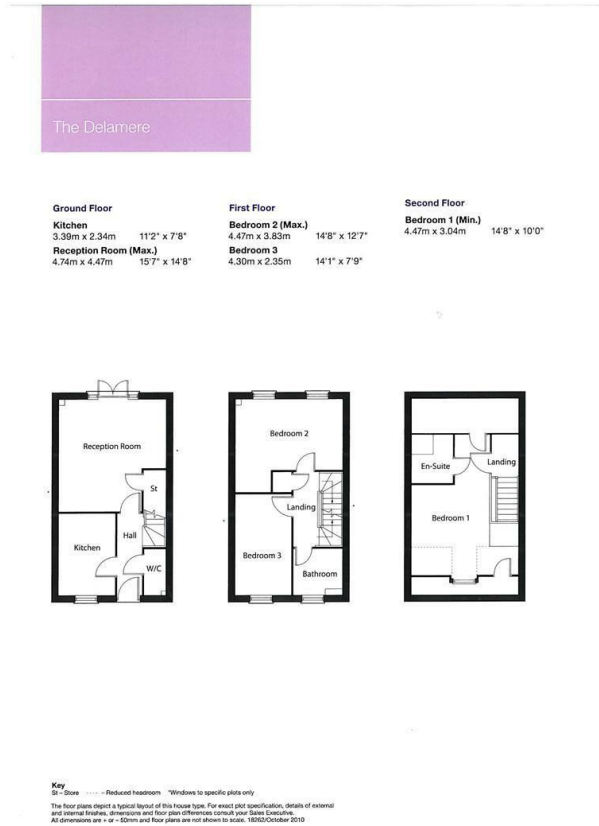 The Delamere
Ground Floor
Kitchen
3.39m x 2.34m 11'2" x 7'8"
Reception Room (Max.)
4.74m x 4.47m 15'7" x 14'8"
First Floor
Bedroom 2 (Max.)
4.47m x 3.83m 14'8" x 12'7"
Bedroom 3
4.30m x 2.35m 14'1" x 7'9"
Second Floor
Bedroom 1 (Min.)
4.47m x 3.04m 14'8" x 10'0"
Reception Room
St
Hall
Kitchen
W/C
Bedroom 2
Landing
Bedroom 3
Bathroom
En-Suite
Landing
Bedroom 1
Key
St – Store ---- – Reduced headroom *Windows to specific plots only
The floor plans depict a typical layout of this house type. For exact plot specification, details of external
and internal finishes, dimensions and floor plan differences consult your Sales Executive.
All dimensions are + or – 50mm and floor plans are not shown to scale. 18262/October 2010